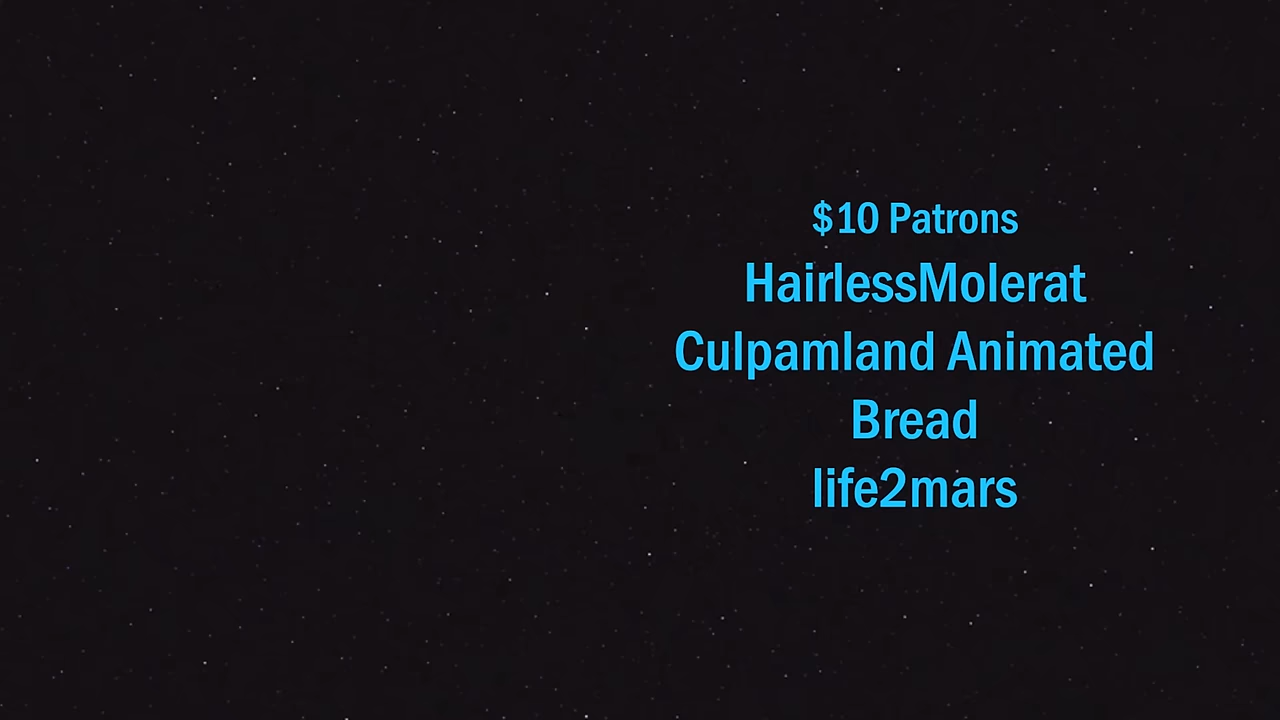 $10 Patrons
HairlessMolerat
Culpamland Animated
Bread
life2mars